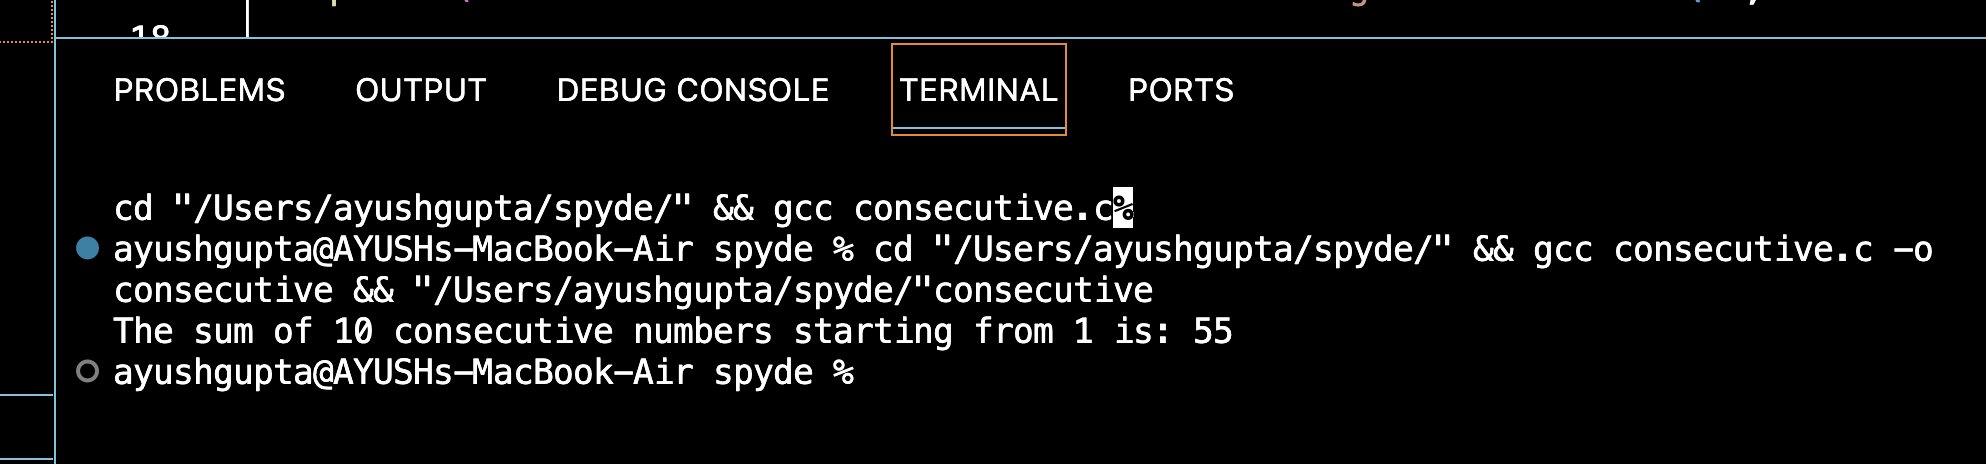 18
PROBLEMS OUTPUT DEBUG CONSOLE TERMINAL PORTS
cd "/Users/ayushgupta/spyde/" && gcc consecutive.c%
ayushgupta@AYUSHs-MacBook-Air spyde % cd "/Users/ayushgupta/spyde/" && gcc consecutive.c -o
consecutive && "/Users/ayushgupta/spyde/"consecutive
The sum of 10 consecutive numbers starting from 1 is: 55
ayushgupta@AYUSHs-MacBook-Air spyde %